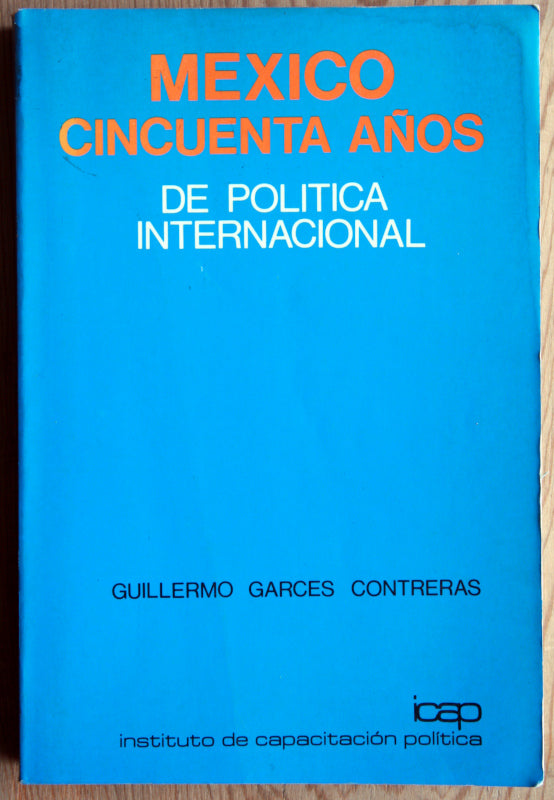 MEXICO
CINCUENTA AÑOS
DE POLITICA
INTERNACIONAL
GUILLERMO GARCES CONTRERAS
icap
instituto de capacitación política